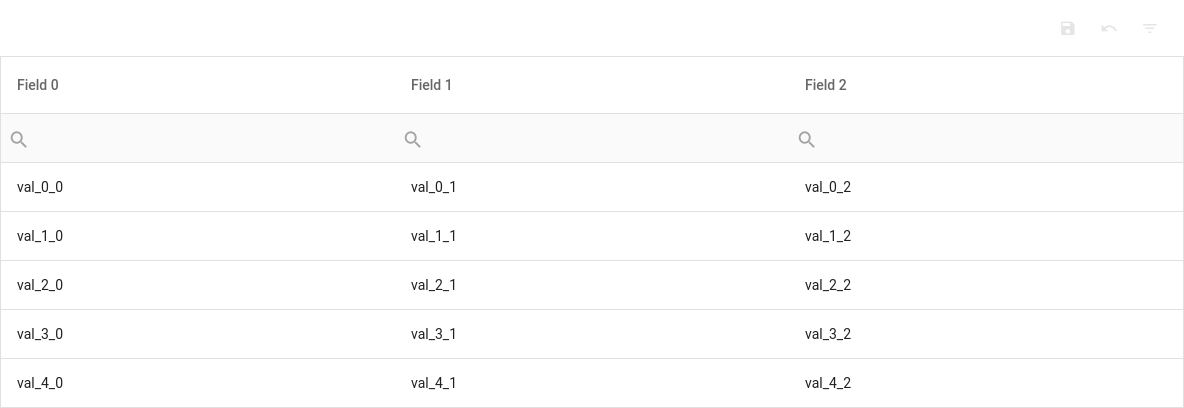 Field 0 Field 1 Field 2
val_0_0 val_0_1 val_0_2
val_1_0 val_1_1 val_1_2
val_2_0 val_2_1 val_2_2
val_3_0 val_3_1 val_3_2
val_4_0 val_4_1 val_4_2